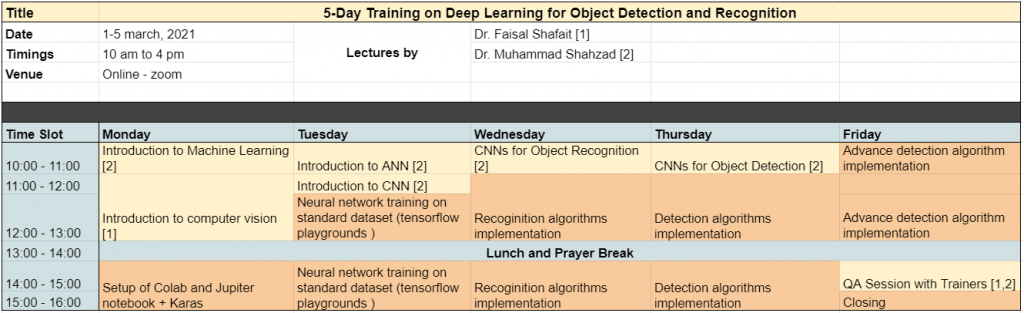 Title 5-Day Training on Deep Learning for Object Detection and Recognition
Date 1-5 march, 2021 Lectures by Dr. Faisal Shafait [1]
Timings 10 am to 4 pm Dr. Muhammad Shahzad [2]
Venue Online - zoom
Time Slot Monday Tuesday Wednesday Thursday Friday
10:00 - 11:00
Introduction to Machine Learning
[2]
Introduction to ANN [2]
CNNs for Object Recognition
[2]
CNNs for Object Detection [2]
Advance detection algorithm
implementation
11:00 - 12:00
Introduction to CNN [2]
12:00 - 13:00
Introduction to computer vision
[1]
Neural network training on
standard dataset (tensorflow
playgrounds )
Recoginition algorithms
implementation
Detection algorithms
implementation
Advance detection algorithm
implementation
13:00 - 14:00 Lunch and Prayer Break
14:00 - 15:00
15:00 - 16:00
Setup of Colab and Jupiter
notebook + Karas
Neural network training on
standard dataset (tensorflow
playgrounds )
Recognition algorithms
implementation
Detection algorithms
implementation
QA Session with Trainers [1,2]
Closing